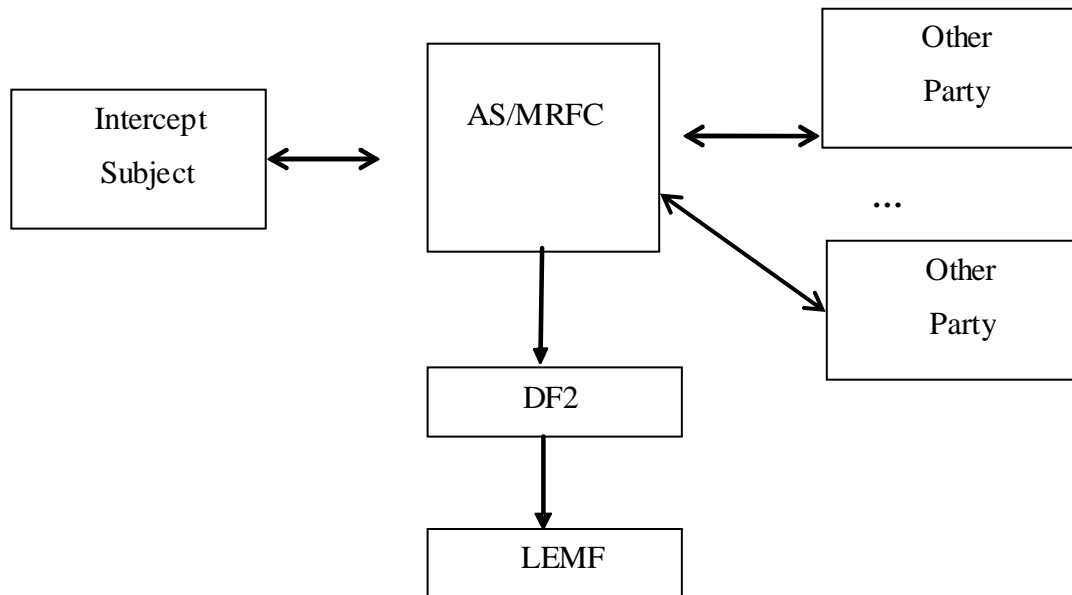 Intercept
Subject
AS/MRFC
Other
Party
...
Other
Party
DF2
LEMF